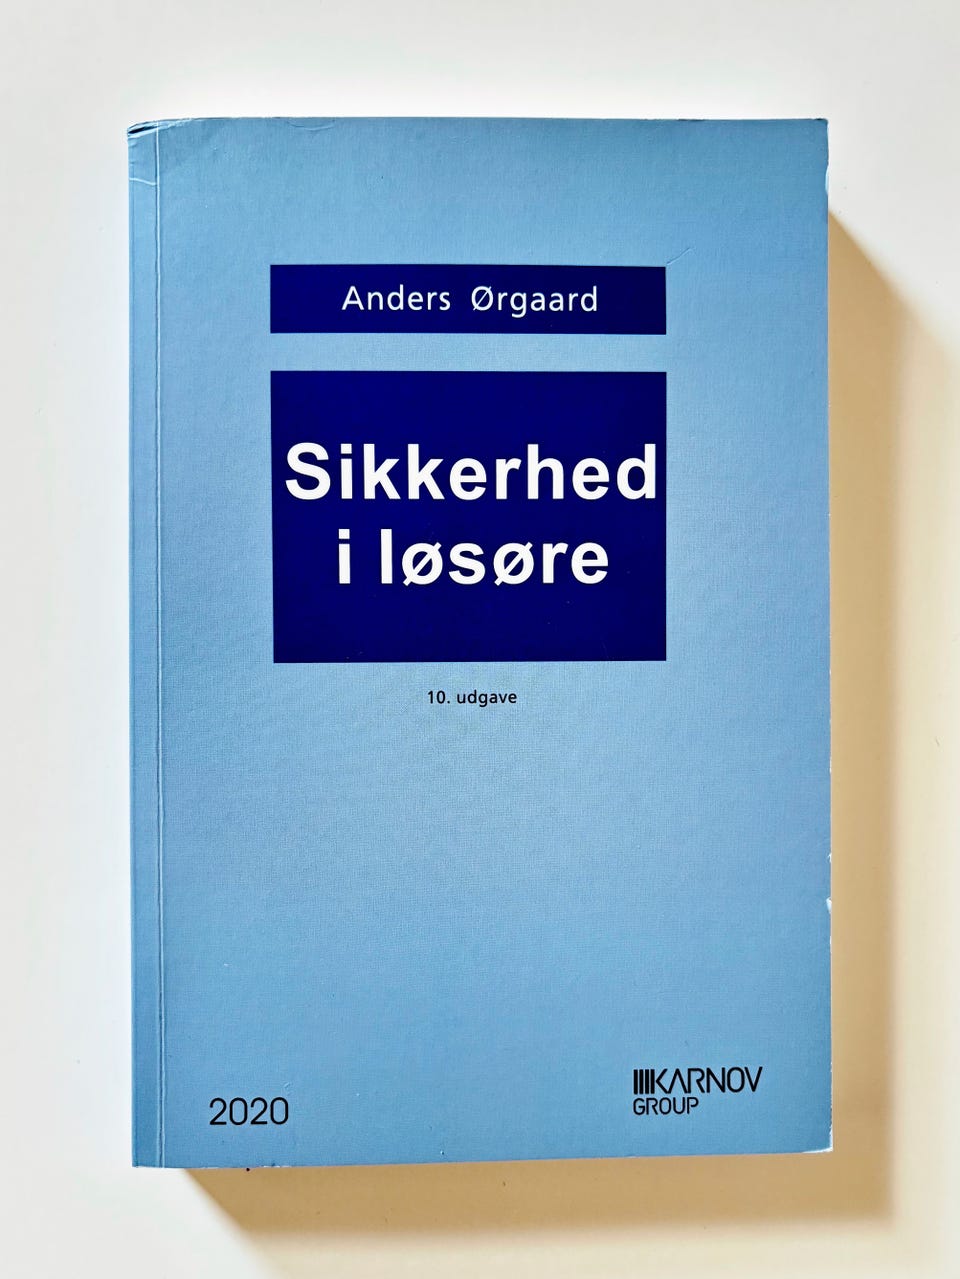 Anders Ørgaard
Sikkerhed
i løsøre
10. udgave
2020
KARNOV
GROUP